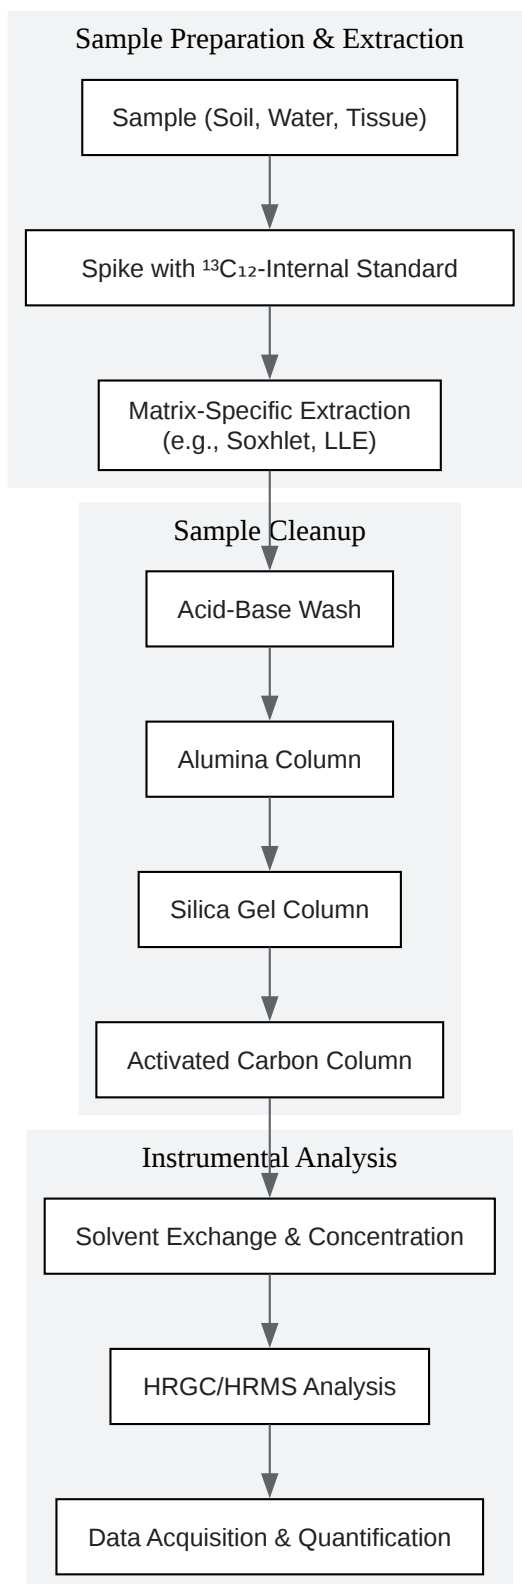 Sample Preparation & Extraction
Sample (Soil, Water, Tissue)
Spike with ¹³C₁₂-Internal Standard
Matrix-Specific Extraction
(e.g., Soxhlet, LLE)
Sample Cleanup
Acid-Base Wash
Alumina Column
Silica Gel Column
Activated Carbon Column
Instrumental Analysis
Solvent Exchange & Concentration
HRGC/HRMS Analysis
Data Acquisition & Quantification